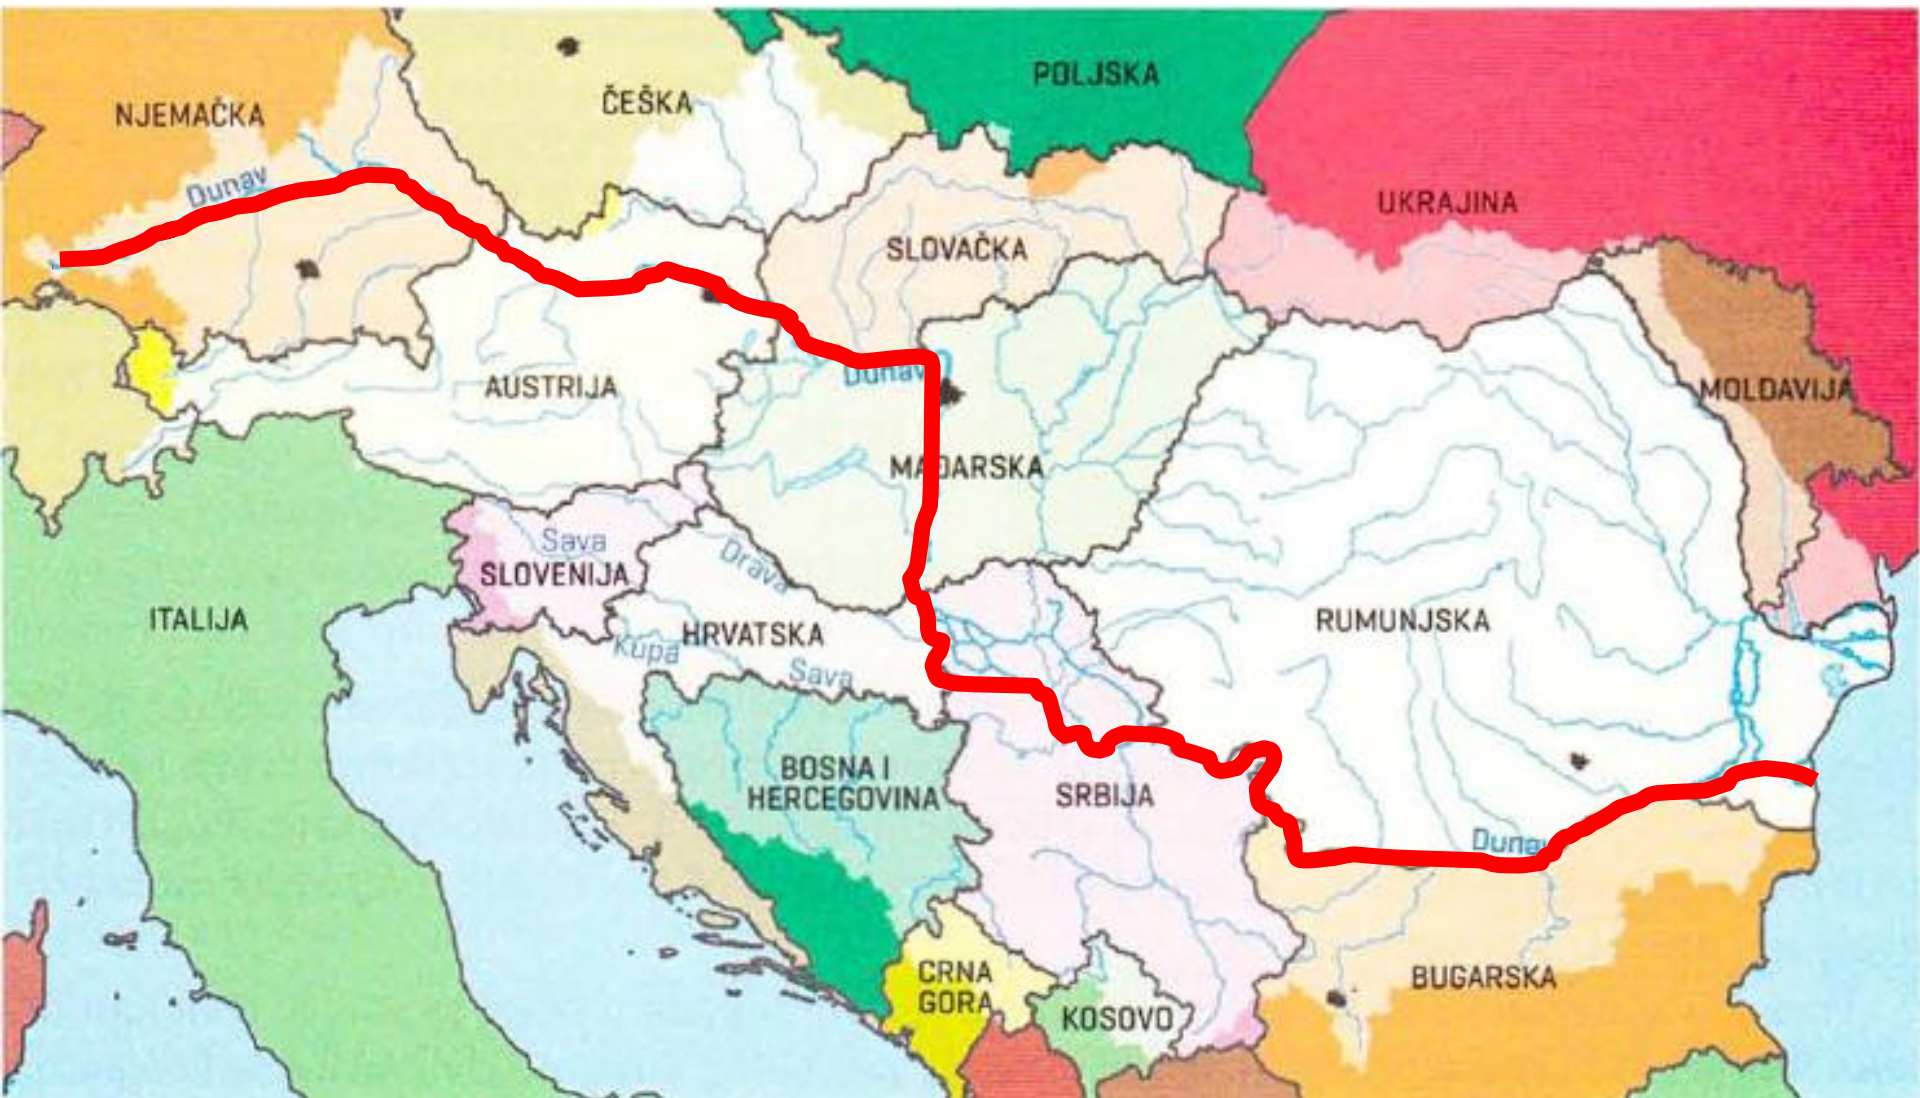 POLJSKA
ČEŠKA
NJEMAČKA
Dunav
UKRAJINA
SLOVAČKA
AUSTRIJA
Dunav
MOLDAVIJA
MAĐARSKA
Sava
SLOVENIJA
Drava
ITALIJA
HRVATSKA
Kupa
Sava
RUMUNJSKA
BOSNA I
HERCEGOVINA
SRBIJA
Dunav
CRNA
GORA
KOSOVO
BUGARSKA